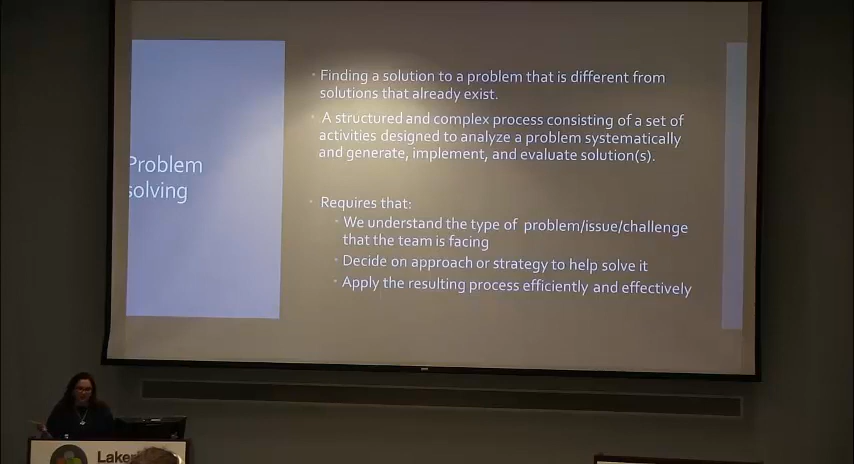 Problem
solving
Finding a solution to a problem that is different from
solutions that already exist.
A structured and complex process consisting of a set of
activities designed to analyze a problem systematically
and generate, implement, and evaluate solution(s).
Requires that:
We understand the type of problem/issue/challenge
that the team is facing
Decide on approach or strategy to help solve it
Apply the resulting process efficiently and effectively